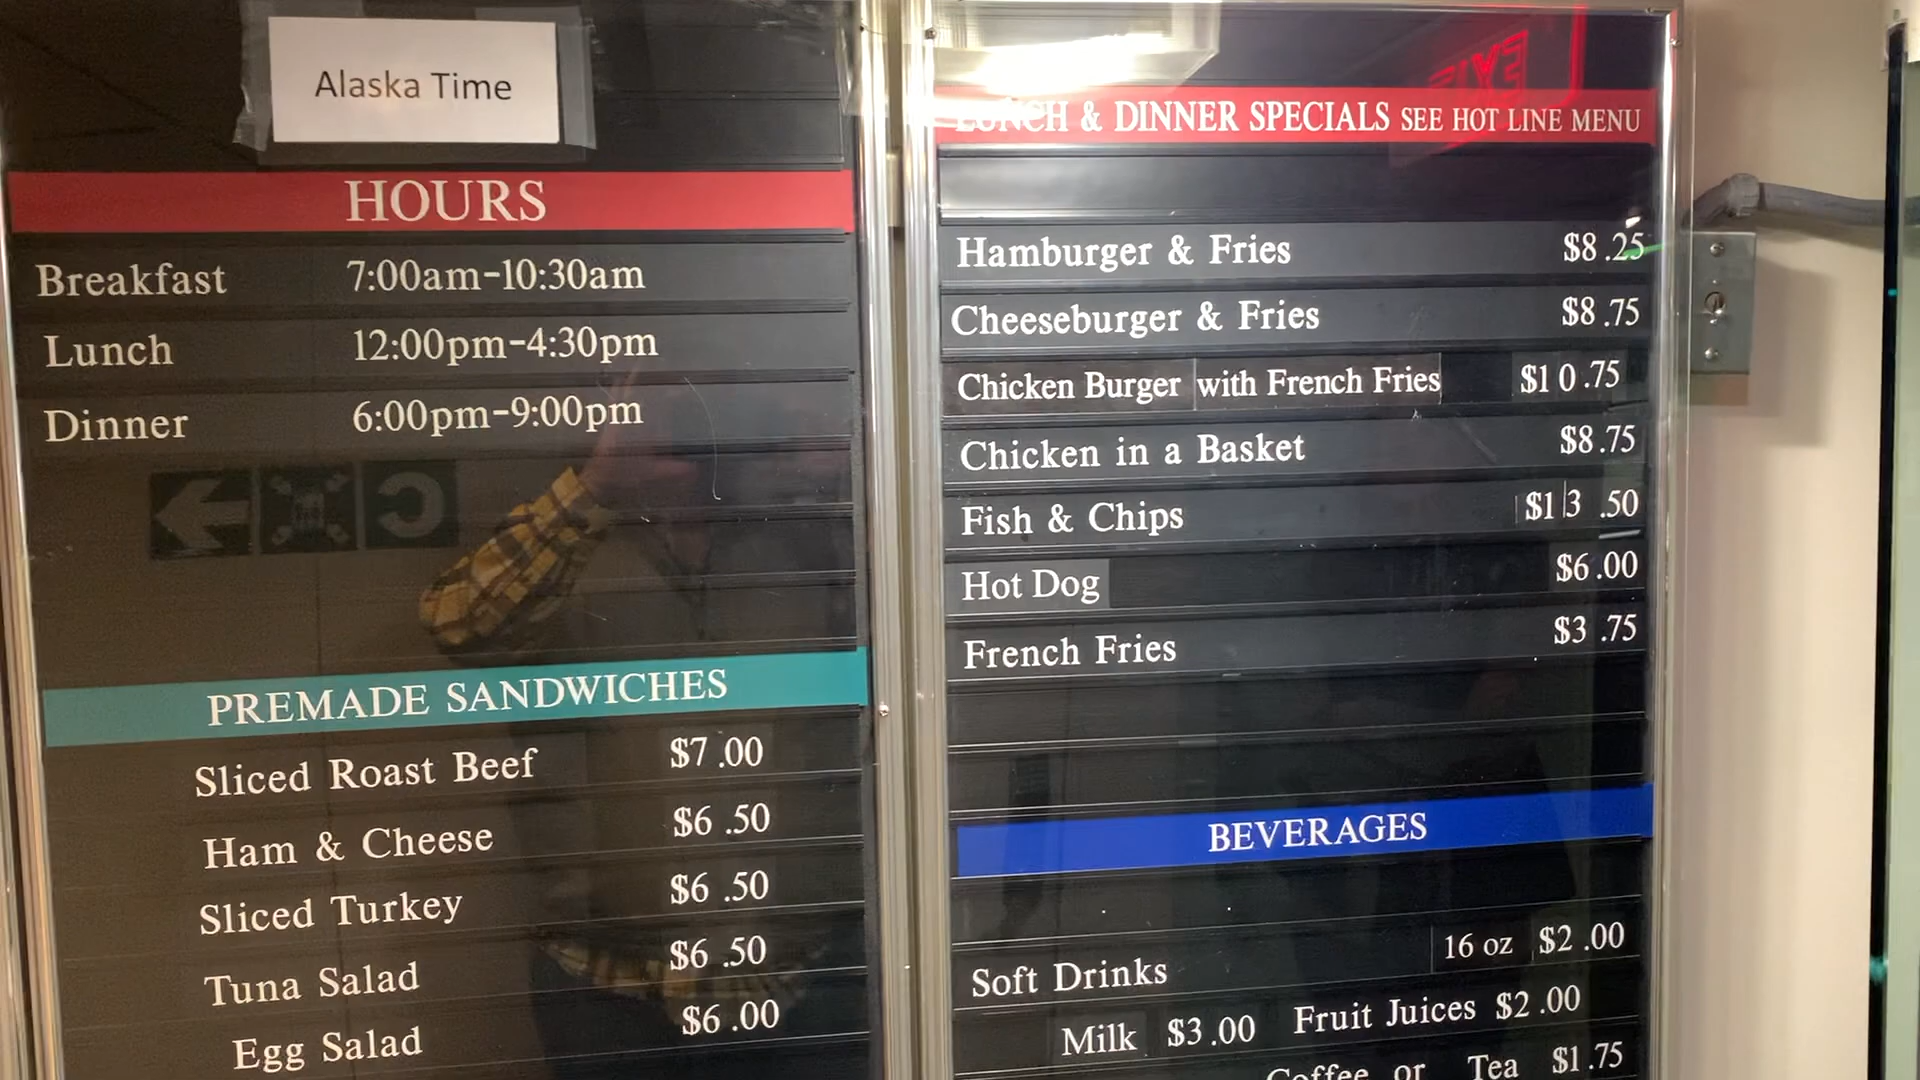 Alaska Time
HOURS
Breakfast 7:00am-10:30am
Lunch 12:00pm-4:30pm
Dinner 6:00pm-9:00pm
PREMADE SANDWICHES
Sliced Roast Beef $7.00
Ham & Cheese $6.50
Sliced Turkey $6.50
Tuna Salad $6.50
Egg Salad $6.00
LUNCH & DINNER SPECIALS SEE HOT LINE MENU
Hamburger & Fries $8.25
Cheeseburger & Fries $8.75
Chicken Burger with French Fries $10.75
Chicken in a Basket $8.75
Fish & Chips $13.50
Hot Dog $6.00
French Fries $3.75
BEVERAGES
Soft Drinks 16 oz $2.00
Milk $3.00 Fruit Juices $2.00
Coffee or Tea $1.75